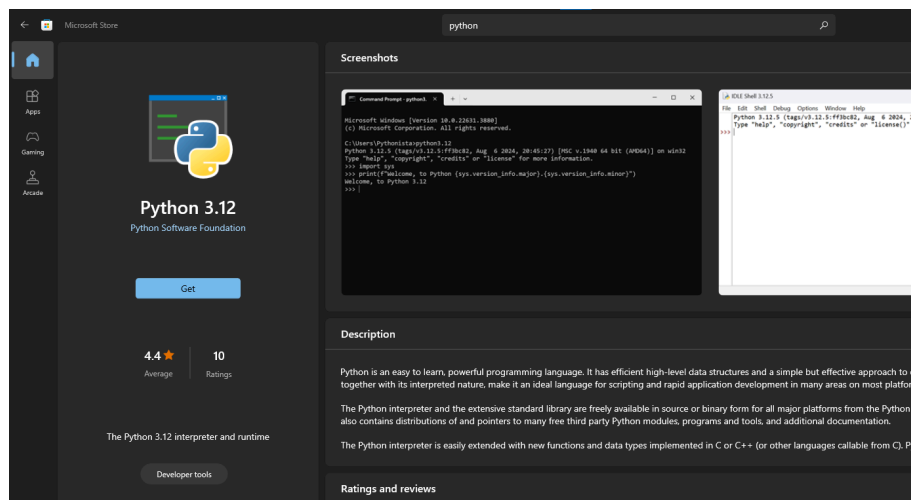 Microsoft Store
python
Apps
Gaming
Arcade
Python 3.12
Python Software Foundation
Get
4.4
10
Average
Ratings
The Python 3.12 interpreter and runtime
Developer tools
Screenshots
Command Prompt - python3.
Microsoft Windows [Version 10.0.22631.3880]
(c) Microsoft Corporation. All rights reserved.
C:\Users\Pythonista>python3.12
Python 3.12.5 (tags/v3.12.5:ff3bc82, Aug 6 2024, 20:45:27) [MSC v.1940 64 bit (AMD64)] on win32
Type "help", "copyright", "credits" or "license" for more information.
>>> import sys
>>> print(f"Welcome, to Python {sys.version_info.major}.{sys.version_info.minor}")
Welcome, to Python 3.12
>>>
IDLE Shell 3.12.5
File Edit Shell Debug Options Window Help
Python 3.12.5 (tags/v3.12.5:ff3bc82, Aug 6 2024,
Type "help", "copyright", "credits" or "license()"
>>>
Description
Python is an easy to learn, powerful programming language. It has efficient high-level data structures and a simple but effective approach to
together with its interpreted nature, make it an ideal language for scripting and rapid application development in many areas on most
The Python interpreter and the extensive standard library are freely available in source or binary form for all major platforms from the Python
also contains distributions of and pointers to many free third party Python modules, programs and tools, and additional documentation.
The Python interpreter is easily extended with new functions and data types implemented in C or C++ (or other languages callable from C).
Ratings and reviews